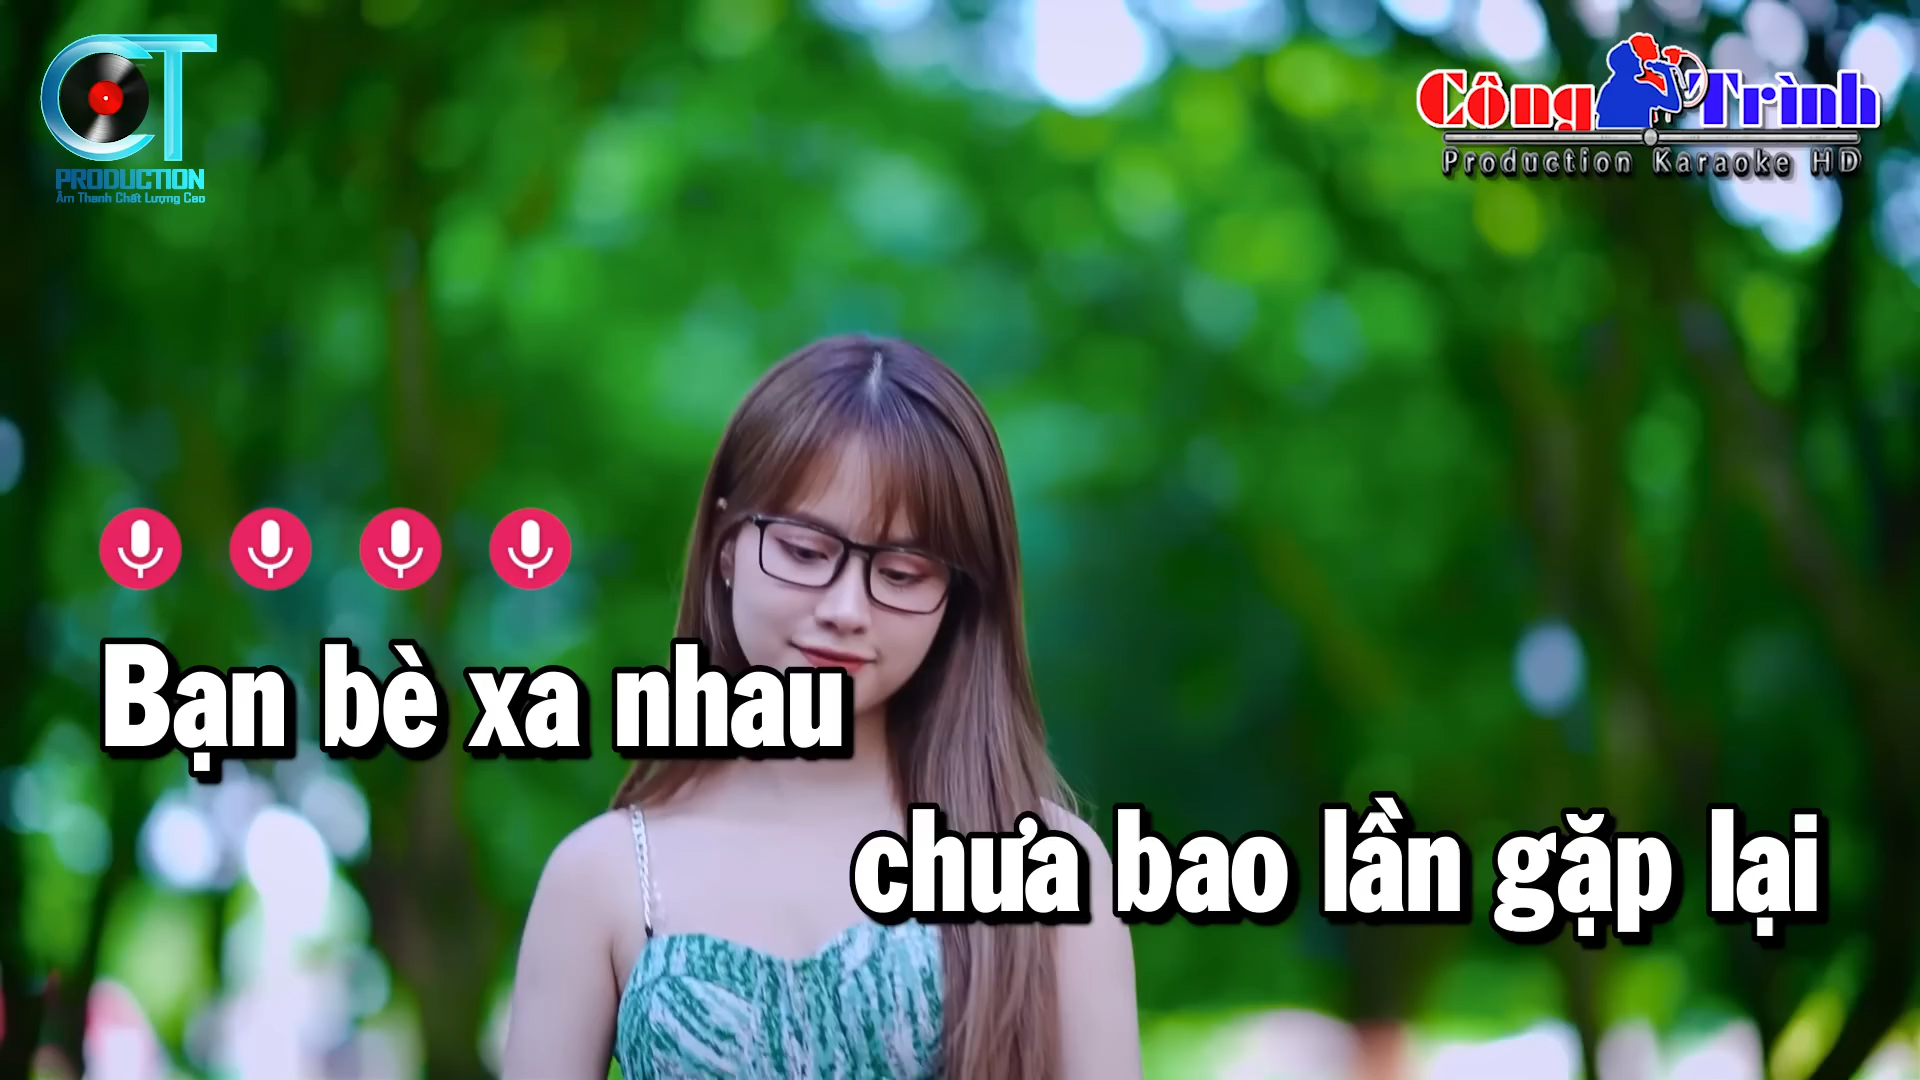 CT
PRODUCTION
Âm Thanh Chất Lượng Cao
Công Trình
Production Karaoke HD
Bạn bè xa nhau
chưa bao lần gặp lại